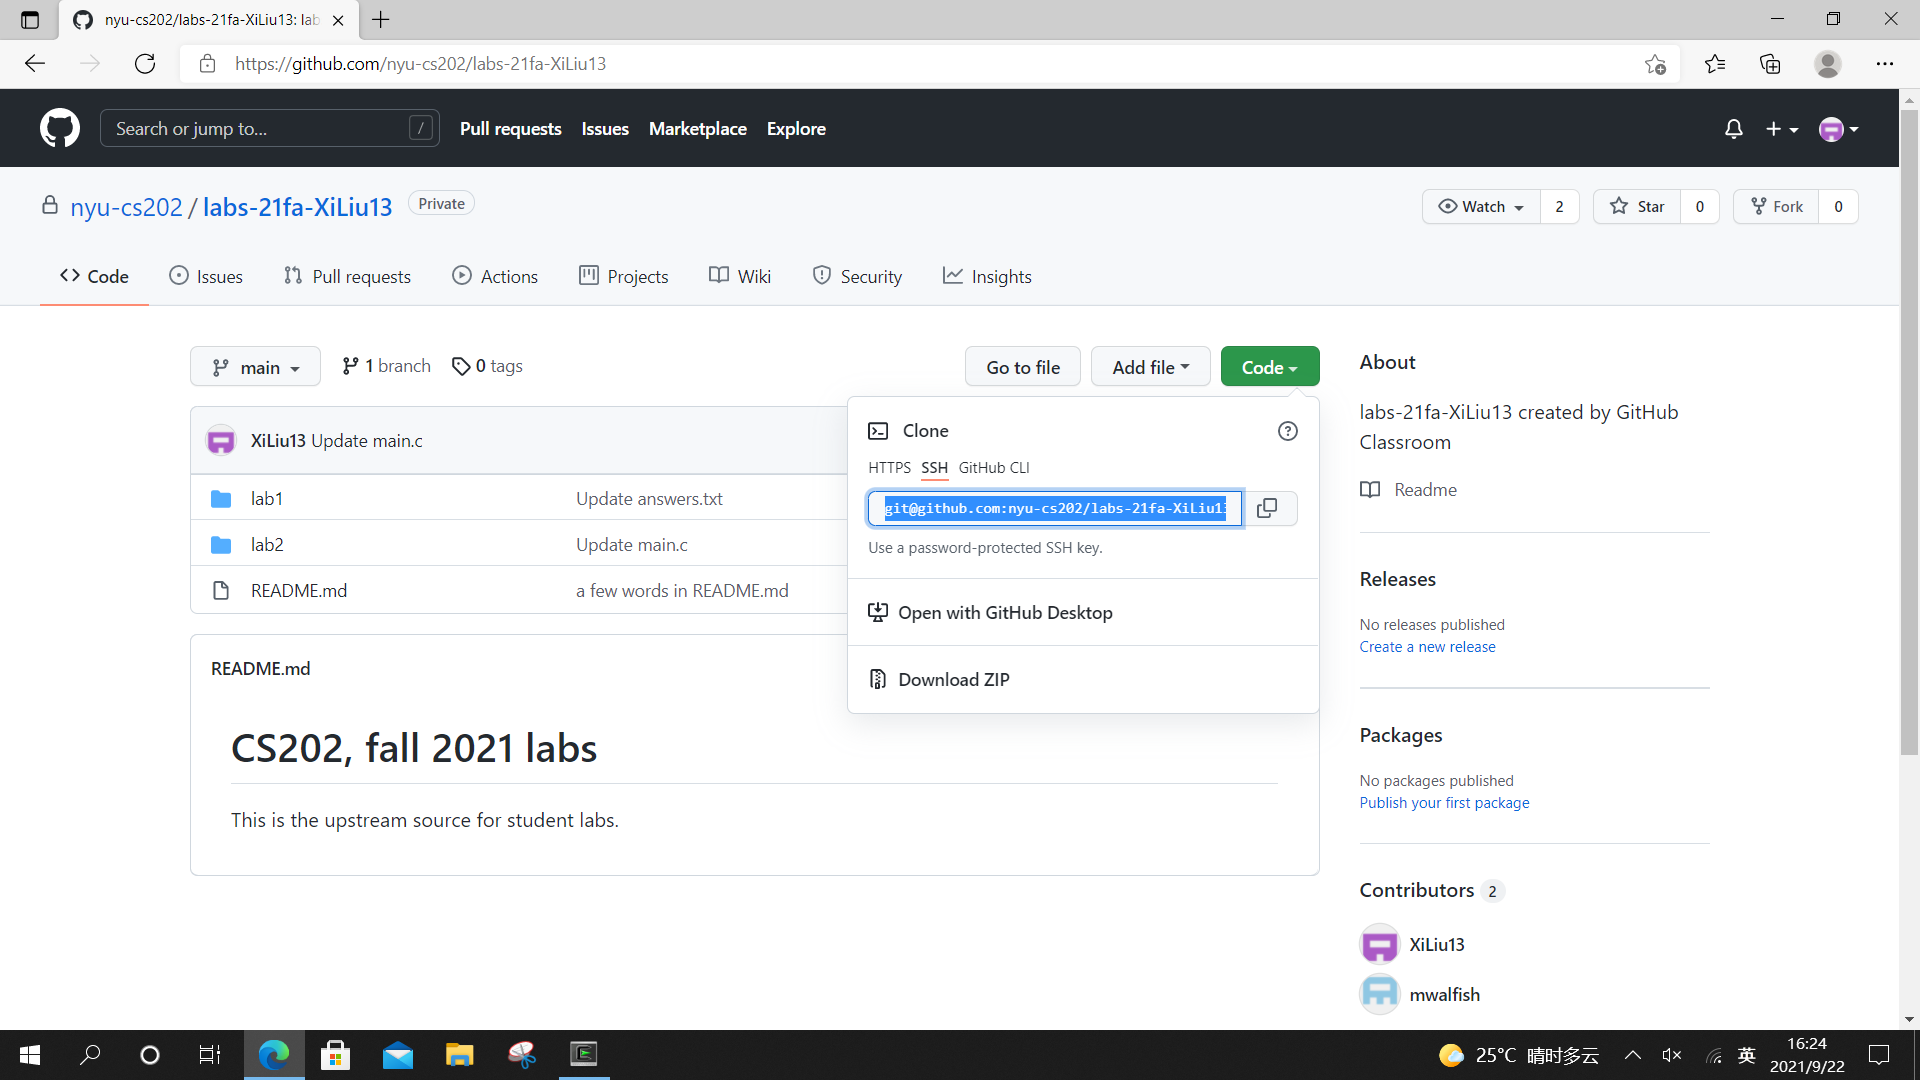 nyu-cs202/labs-21fa-XiLiu13: lab
https://github.com/nyu-cs202/labs-21fa-XiLiu13
Search or jump to... /
Pull requests Issues Marketplace Explore
nyu-cs202 / labs-21fa-XiLiu13 Private
Watch 2 Star 0 Fork 0
Code Issues Pull requests Actions Projects Wiki Security Insights
main 1 branch 0 tags Go to file Add file Code
XiLiu13 Update main.c
lab1 Update answers.txt
lab2 Update main.c
README.md a few words in README.md
Clone
HTTPS SSH GitHub CLI
git@github.com:nyu-cs202/labs-21fa-XiLiu13
Use a password-protected SSH key.
Open with GitHub Desktop
Download ZIP
README.md
CS202, fall 2021 labs
This is the upstream source for student labs.
About
labs-21fa-XiLiu13 created by GitHub
Classroom
Readme
Releases
No releases published
Create a new release
Packages
No packages published
Publish your first package
Contributors 2
XiLiu13
mwalfish
25°C 晴时多云 英 16:24
2021/9/22